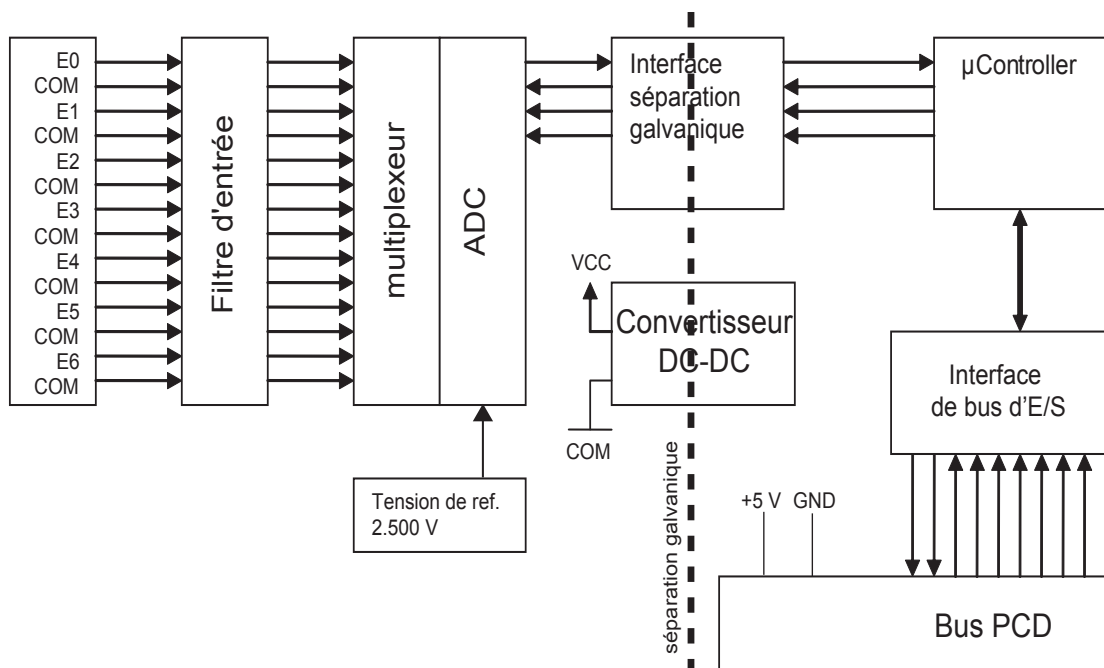 E0
COM
E1
COM
E2
COM
E3
COM
E4
COM
E5
COM
E6
COM
Filtre d'entrée
multiplexeur
ADC
Tension de ref.
2.500 V
Interface
séparation
galvanique
VCC
Convertisseur
DC-DC
COM
séparation galvanique
µController
Interface
de bus d'E/S
+5 V GND
Bus PCD